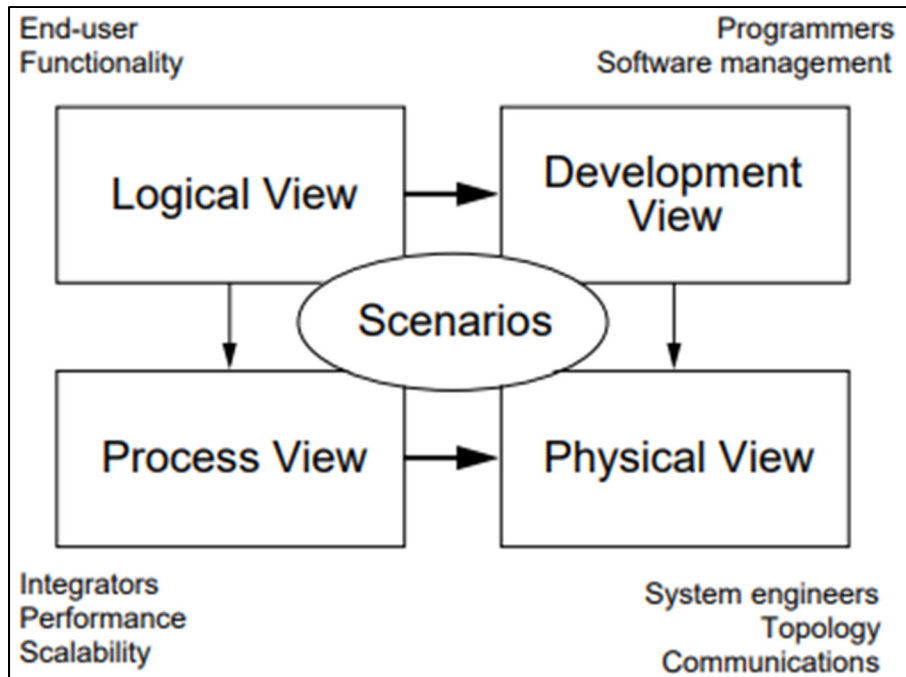 End-user
Functionality
Programmers
Software management
Logical View
Development
View
Scenarios
Process View
Physical View
Integrators
Performance
Scalability
System engineers
Topology
Communications